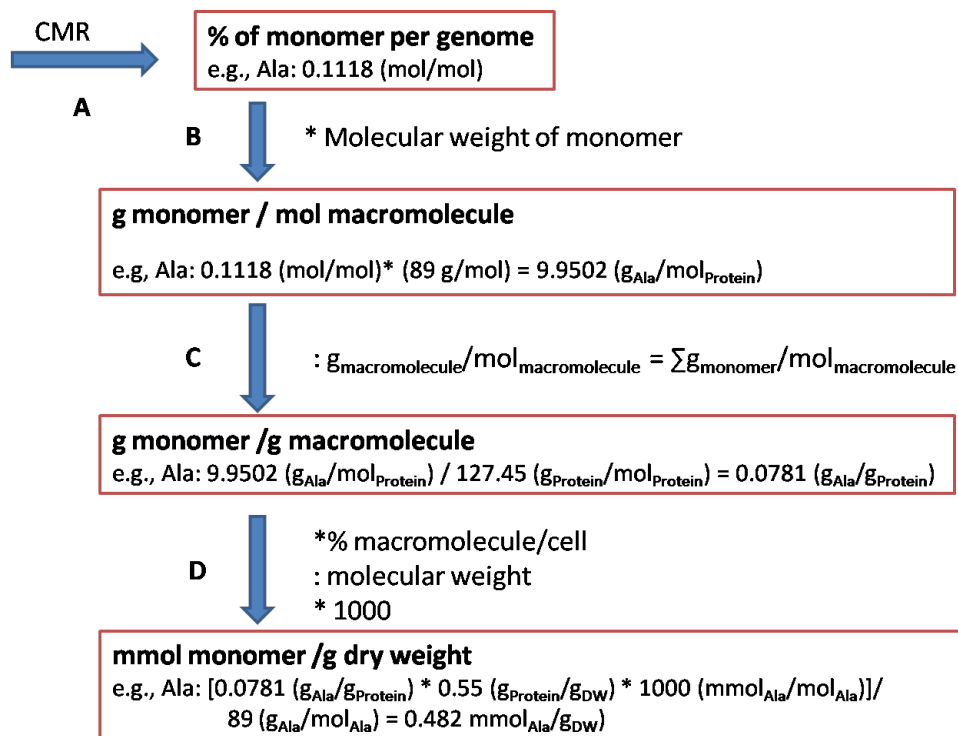 CMR
% of monomer per genome
e.g., Ala: 0.1118 (mol/mol)
A
B
* Molecular weight of monomer
g monomer / mol macromolecule
e.g, Ala: 0.1118 (mol/mol)* (89 g/mol) = 9.9502 (gAla/molProtein)
C
: gmacromolecule/molmacromolecule = ∑gmonomer/molmacromolecule
g monomer /g macromolecule
e.g., Ala: 9.9502 (gAla/molProtein) / 127.45 (gProtein/molProtein) = 0.0781 (gAla/gProtein)
D
*% macromolecule/cell
: molecular weight
* 1000
mmol monomer /g dry weight
e.g., Ala: [0.0781 (gAla/gProtein) * 0.55 (gProtein/gDW) * 1000 (mmolAla/molAla)]/
89 (gAla/molAla) = 0.482 mmolAla/gDW)